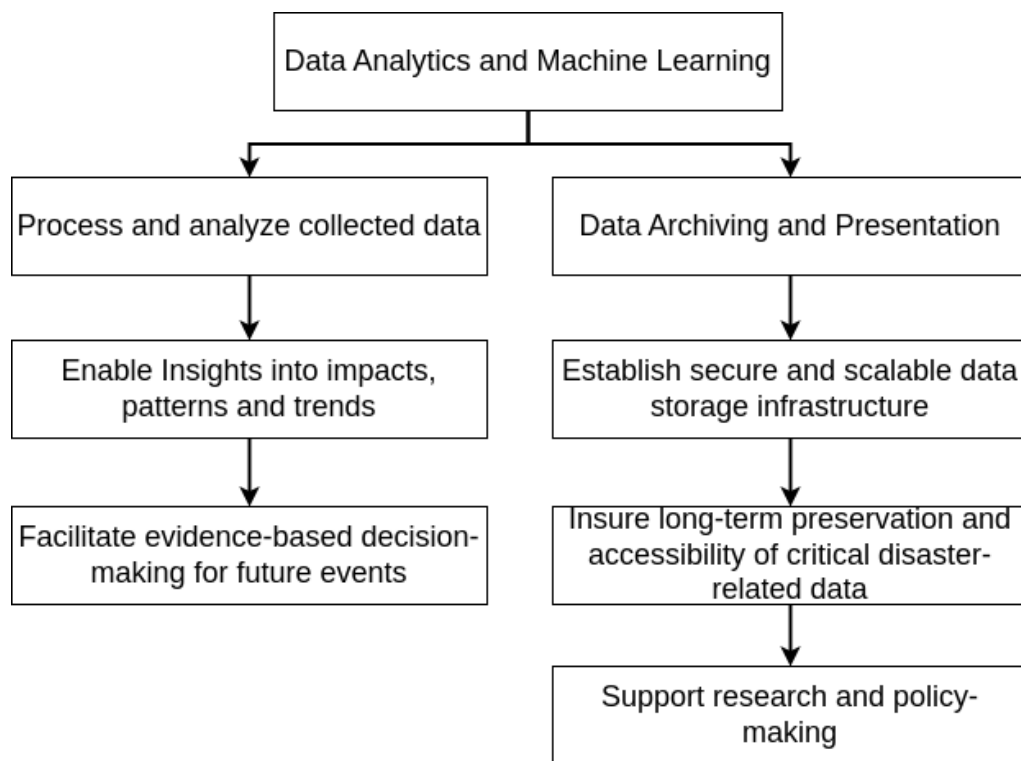 Data Analytics and Machine Learning
Process and analyze collected data
Data Archiving and Presentation
Enable Insights into impacts,
patterns and trends
Establish secure and scalable data
storage infrastructure
Facilitate evidence-based decision-
making for future events
Insure long-term preservation and
accessibility of critical disaster-
related data
Support research and policy-
making